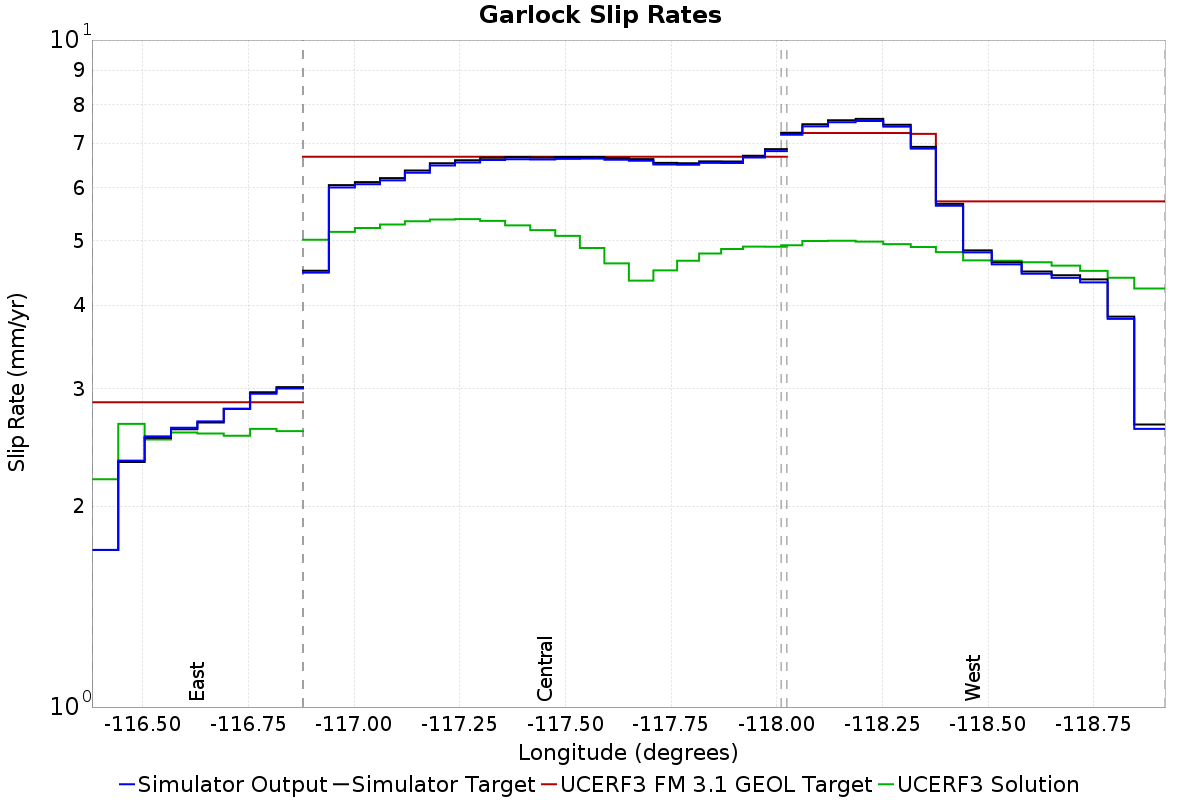 Garlock Slip Rates
10^1
9
8
7
6
5
4
3
2
10^0
Slip Rate (mm/yr)
East
Central
West
-116.50 -116.75 -117.00 -117.25 -117.50 -117.75 -118.00 -118.25 -118.50 -118.75
Longitude (degrees)
Simulator Output Simulator Target UCERF3 FM 3.1 GEOL Target UCERF3 Solution